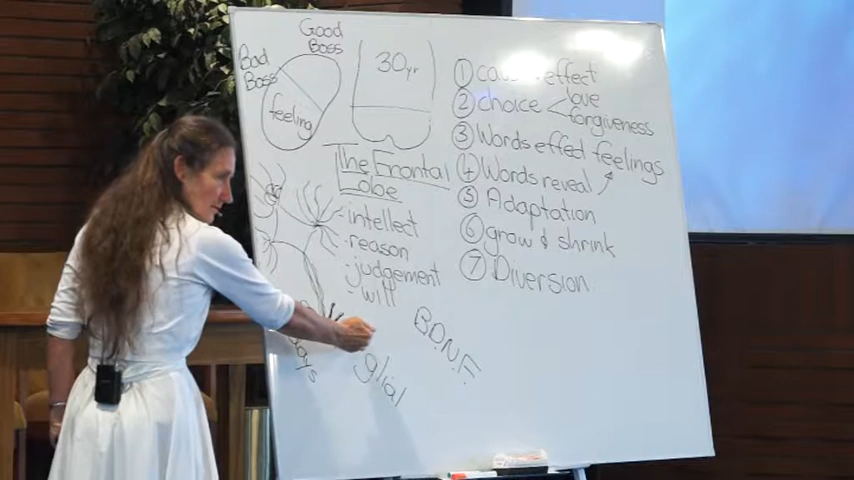 Good
Boss
Bad
Boss
feeling
30yr
The Frontal
Lobe
-intellect
-reason
-judgement
-will
B.D.N.F.
glial
① cause effect
② choice < love
forgiveness
③ Words effect feelings
④ Words reveal
⑤ Adaptation
⑥ grow & shrink
⑦ Diversion